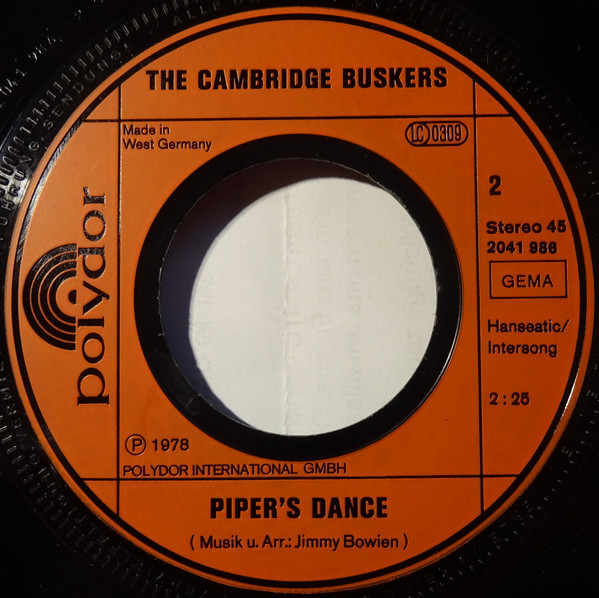 THE CAMBRIDGE BUSKERS
Made in
West Germany
LC 0309
2
Stereo 45
2041 986
GEMA
Hanseatic/
Intersong
2:25
polydor
Ⓟ 1978
POLYDOR INTERNATIONAL GMBH
PIPER'S DANCE
( Musik u. Arr.: Jimmy Bowien )